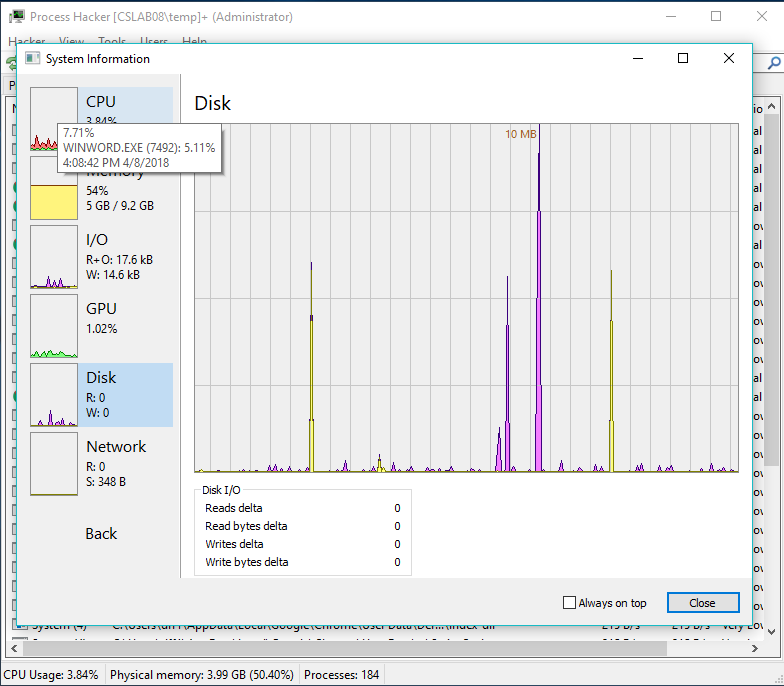 Process Hacker [CSLAB08\temp]+ (Administrator)
Hacker View Tools Users Help
System Information
CPU
3.84%
7.71%
WINWORD.EXE (7492): 5.11%
4:08:42 PM 4/8/2018
Memory
54%
5 GB / 9.2 GB
I/O
R+O: 17.6 kB
W: 14.6 kB
GPU
1.02%
Disk
R: 0
W: 0
Network
R: 0
S: 348 B
Back
Disk
10 MB
Disk I/O
Reads delta 0
Read bytes delta 0
Writes delta 0
Write bytes delta 0
Always on top
Close
System (4)
CPU Usage: 3.84% Physical memory: 3.99 GB (50.40%) Processes: 184